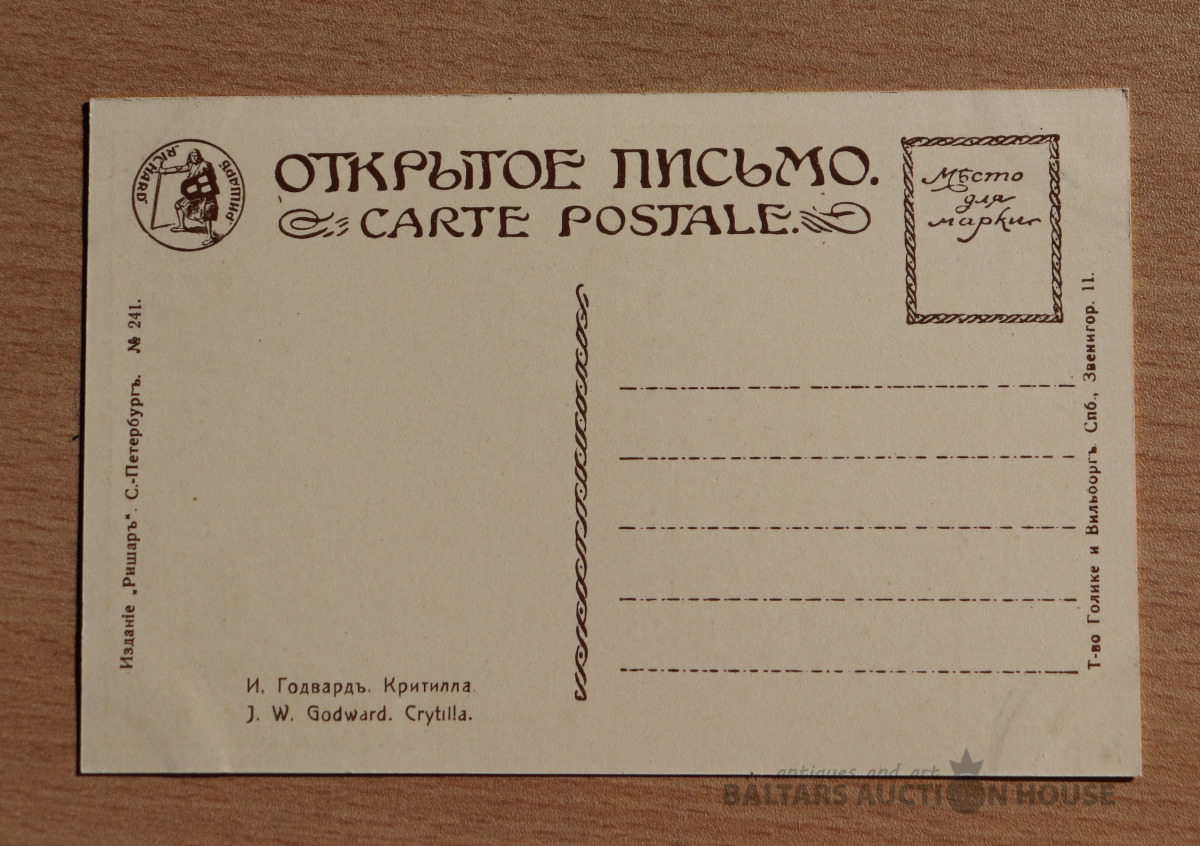 „RICHARD“
РИШАРЪ
ОТКРЫТОЕ ПИСЬМО.
CARTE POSTALE.
Мѣсто
для
марки
Изданіе „Ришаръ“. С.-Петербургъ. № 241.
И. Годвардъ. Критилла.
J. W. Godward. Crytilla.
Т-во Голике и Вильборгъ. Спб., Звенигор. 11.
antiques and art
BALTARS AUCTION HOUSE